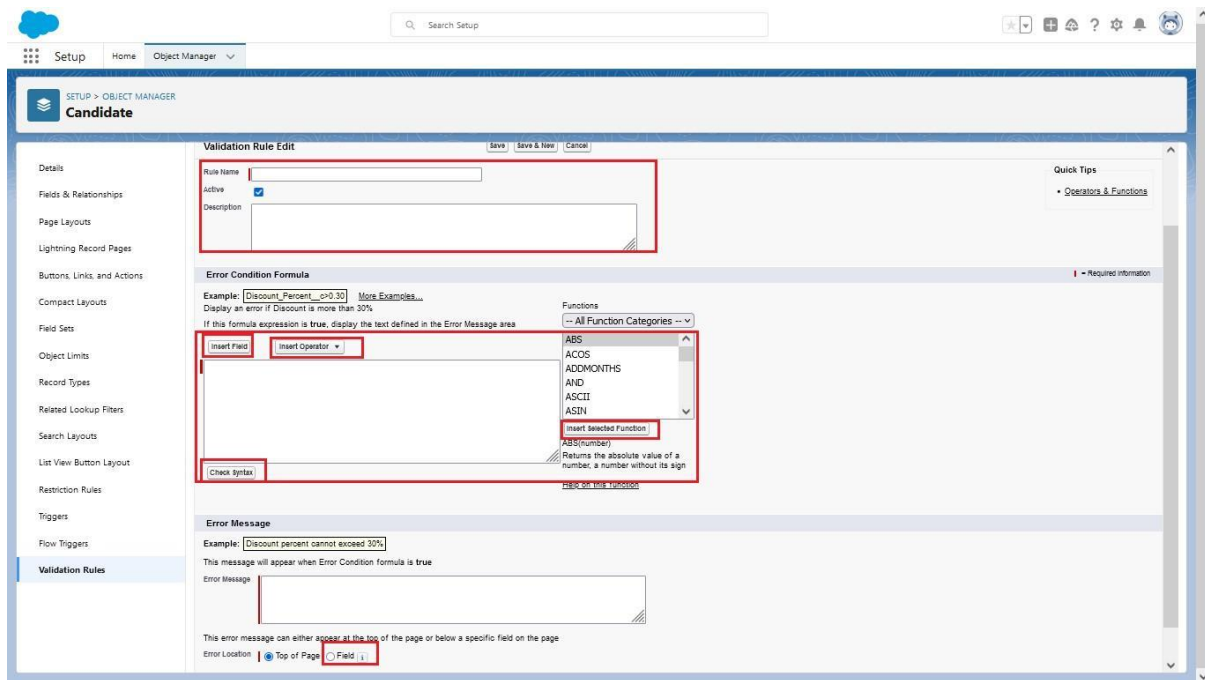 Search Setup
Setup
Home
Object Manager
SETUP > OBJECT MANAGER
Candidate
Details
Fields & Relationships
Page Layouts
Lightning Record Pages
Buttons, Links, and Actions
Compact Layouts
Field Sets
Object Limits
Record Types
Related Lookup Filters
Search Layouts
List View Button Layout
Restriction Rules
Triggers
Flow Triggers
Validation Rules
Validation Rule Edit
Save
Save & New
Cancel
Rule Name
Active
Description
Quick Tips
• Operators & Functions
Error Condition Formula
= Required Information
Example: Discount_Percent__c>0.30 More Examples...
Display an error if Discount is more than 30%
If this formula expression is true, display the text defined in the Error Message area
Insert Field
Insert Operator
Functions
-- All Function Categories --
ABS
ACOS
ADDMONTHS
AND
ASCII
ASIN
Insert Selected Function
ABS(number)
Returns the absolute value of a
number, a number without its sign
Help on this function
Check Syntax
Error Message
Example: Discount percent cannot exceed 30%
This message will appear when Error Condition formula is true
Error Message
This error message can either appear at the top of the page or below a specific field on the page
Error Location
Top of Page
Field
i